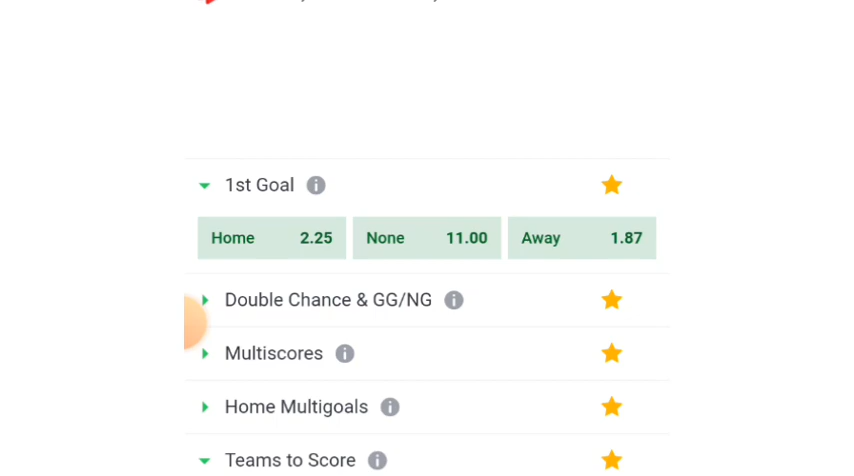 1st Goal
Home 2.25 None 11.00 Away 1.87
Double Chance & GG/NG
Multiscores
Home Multigoals
Teams to Score